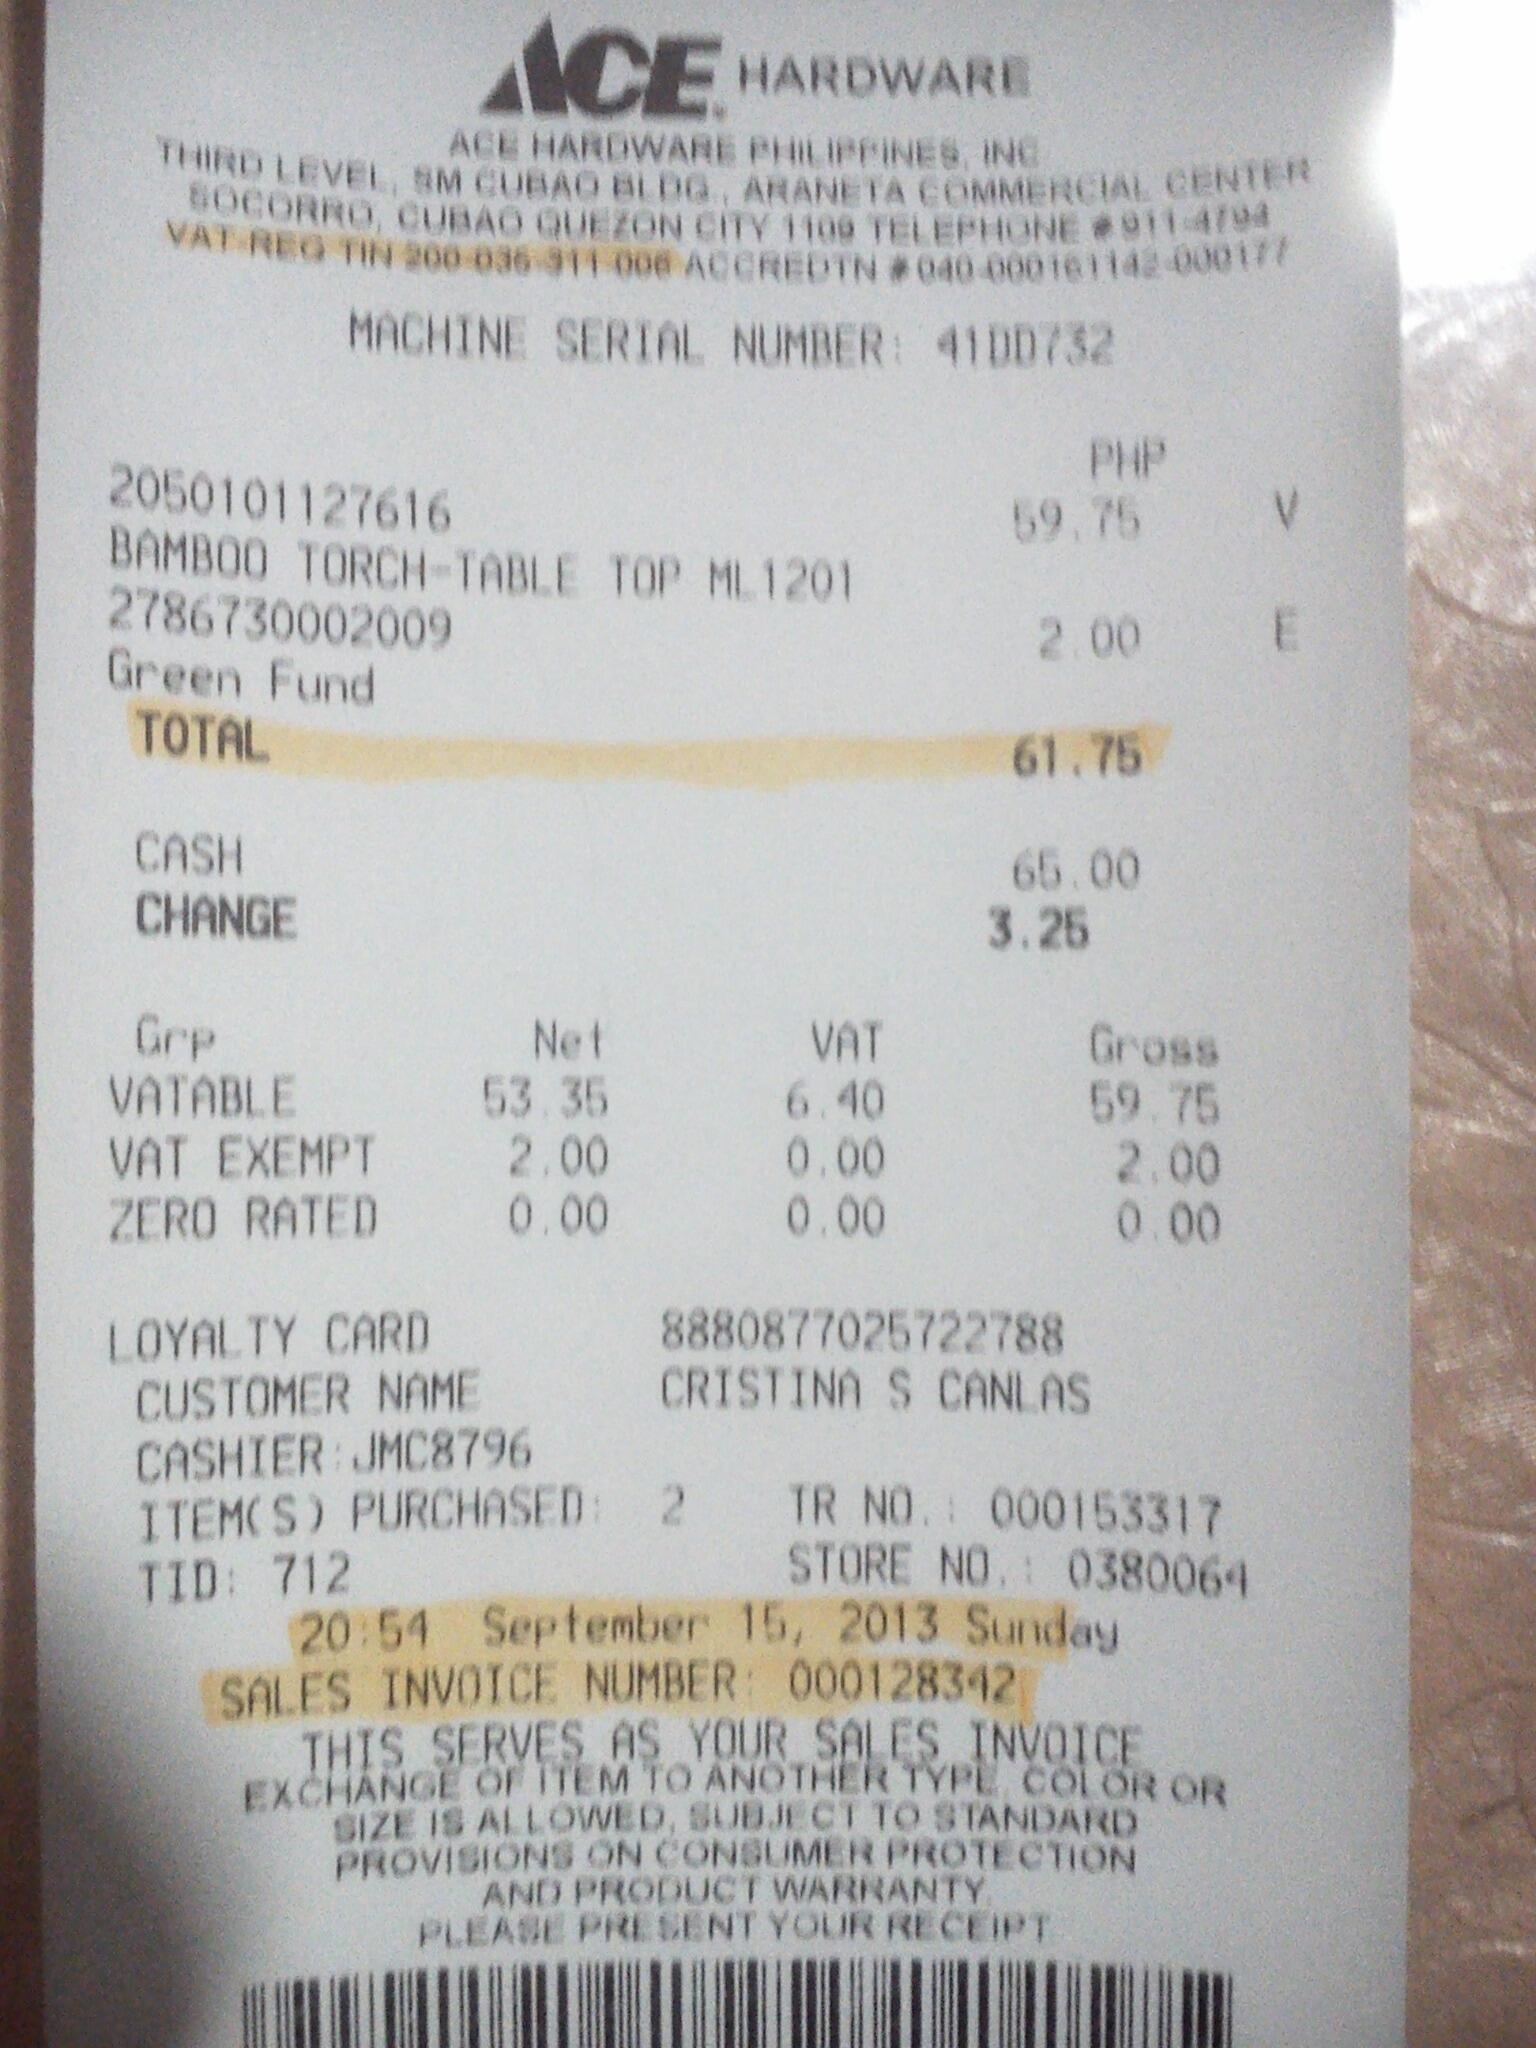 ACE HARDWARE
ACE HARDWARE PHILIPPINES, INC
THIRD LEVEL, SM CUBAO BLDG., ARANETA COMMERCIAL CENTER
SOCORRO, CUBAO QUEZON CITY 1109 TELEPHONE # 911-4794
VAT-REG TIN 200-035-311-006 ACCREDTN # 040-000161142-000177
MACHINE SERIAL NUMBER: 41DD732
PHP
2050101127616 59.75 V
BAMBOO TORCH-TABLE TOP ML1201
2786730002009 2.00 E
Green Fund
TOTAL 61.75
CASH 65.00
CHANGE 3.25
Grp Net VAT Gross
VATABLE 53.35 6.40 59.75
VAT EXEMPT 2.00 0.00 2.00
ZERO RATED 0.00 0.00 0.00
LOYALTY CARD 8880877025722788
CUSTOMER NAME CRISTINA S CANLAS
CASHIER:JMC8796
ITEM(S) PURCHASED: 2 TR NO.: 000153317
TID: 712 STORE NO.: 0380064
20:54 September 15, 2013 Sunday
SALES INVOICE NUMBER: 000128342
THIS SERVES AS YOUR SALES INVOICE
EXCHANGE OF ITEM TO ANOTHER TYPE, COLOR OR
SIZE IS ALLOWED, SUBJECT TO STANDARD
PROVISIONS ON CONSUMER PROTECTION
AND PRODUCT WARRANTY.
PLEASE PRESENT YOUR RECEIPT